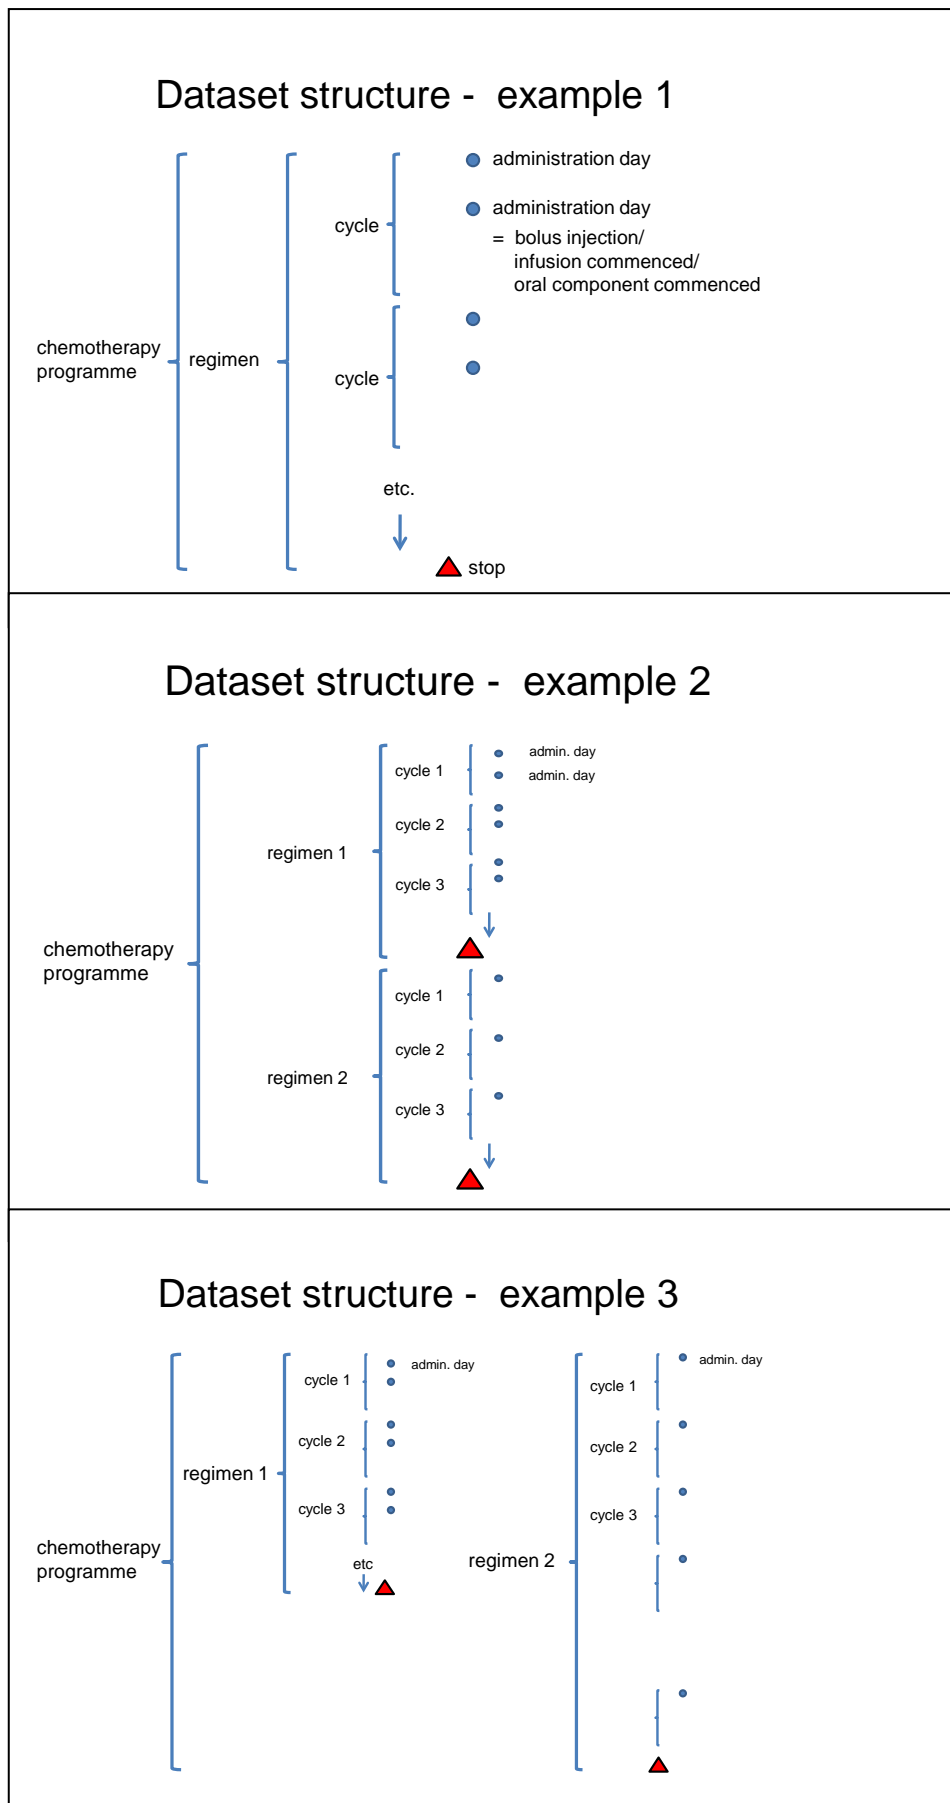 Dataset structure - example 1
administration day
administration day
= bolus injection/
infusion commenced/
oral component commenced
cycle
chemotherapy
programme
regimen
cycle
etc.
stop
Dataset structure - example 2
admin. day
cycle 1
admin. day
cycle 2
regimen 1
cycle 3
chemotherapy
programme
cycle 1
cycle 2
regimen 2
cycle 3
Dataset structure - example 3
admin. day
cycle 1
cycle 2
regimen 1
cycle 3
chemotherapy
programme
etc
admin. day
cycle 1
cycle 2
cycle 3
regimen 2